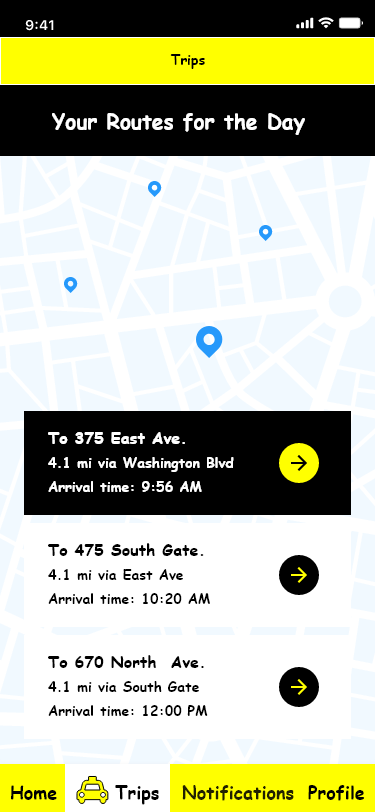 9:41
Trips
Your Routes for the Day
To 375 East Ave.
4.1 mi via Washington Blvd
Arrival time: 9:56 AM
To 475 South Gate.
4.1 mi via East Ave
Arrival time: 10:20 AM
To 670 North  Ave.
4.1 mi via South Gate
Arrival time: 12:00 PM
Home Trips Notifications Profile